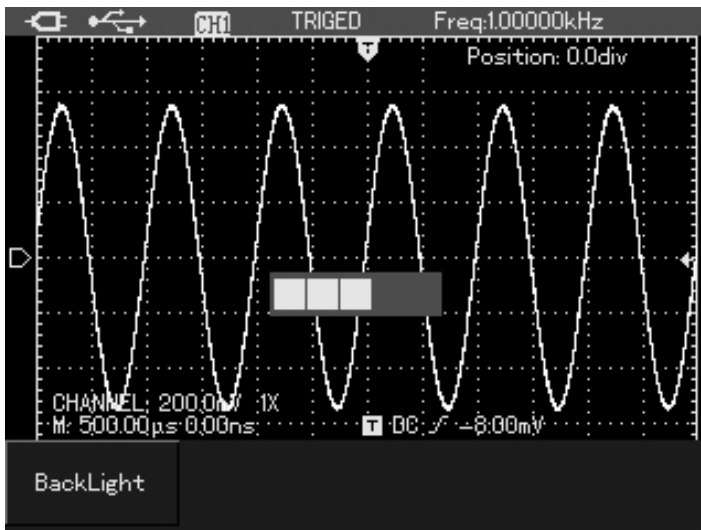 CH1 TRIGED Freq:1.00000kHz
T
Position: 0.0div
CHANNEL: 200.0mV 1X
M: 500.00μs 0.00ns T DC -8.00mV
BackLight